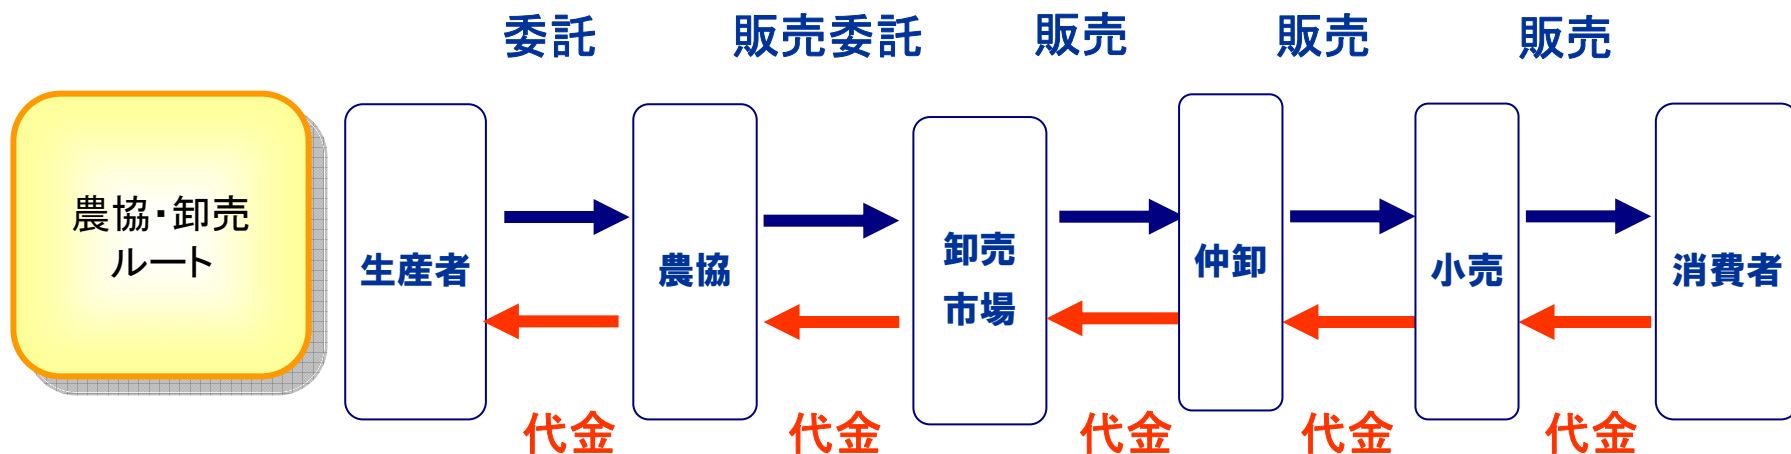 委託
販売委託
販売
販売
販売
農協・卸売
ルート
生産者
農協
卸売
市場
仲卸
小売
消費者
代金
代金
代金
代金
代金